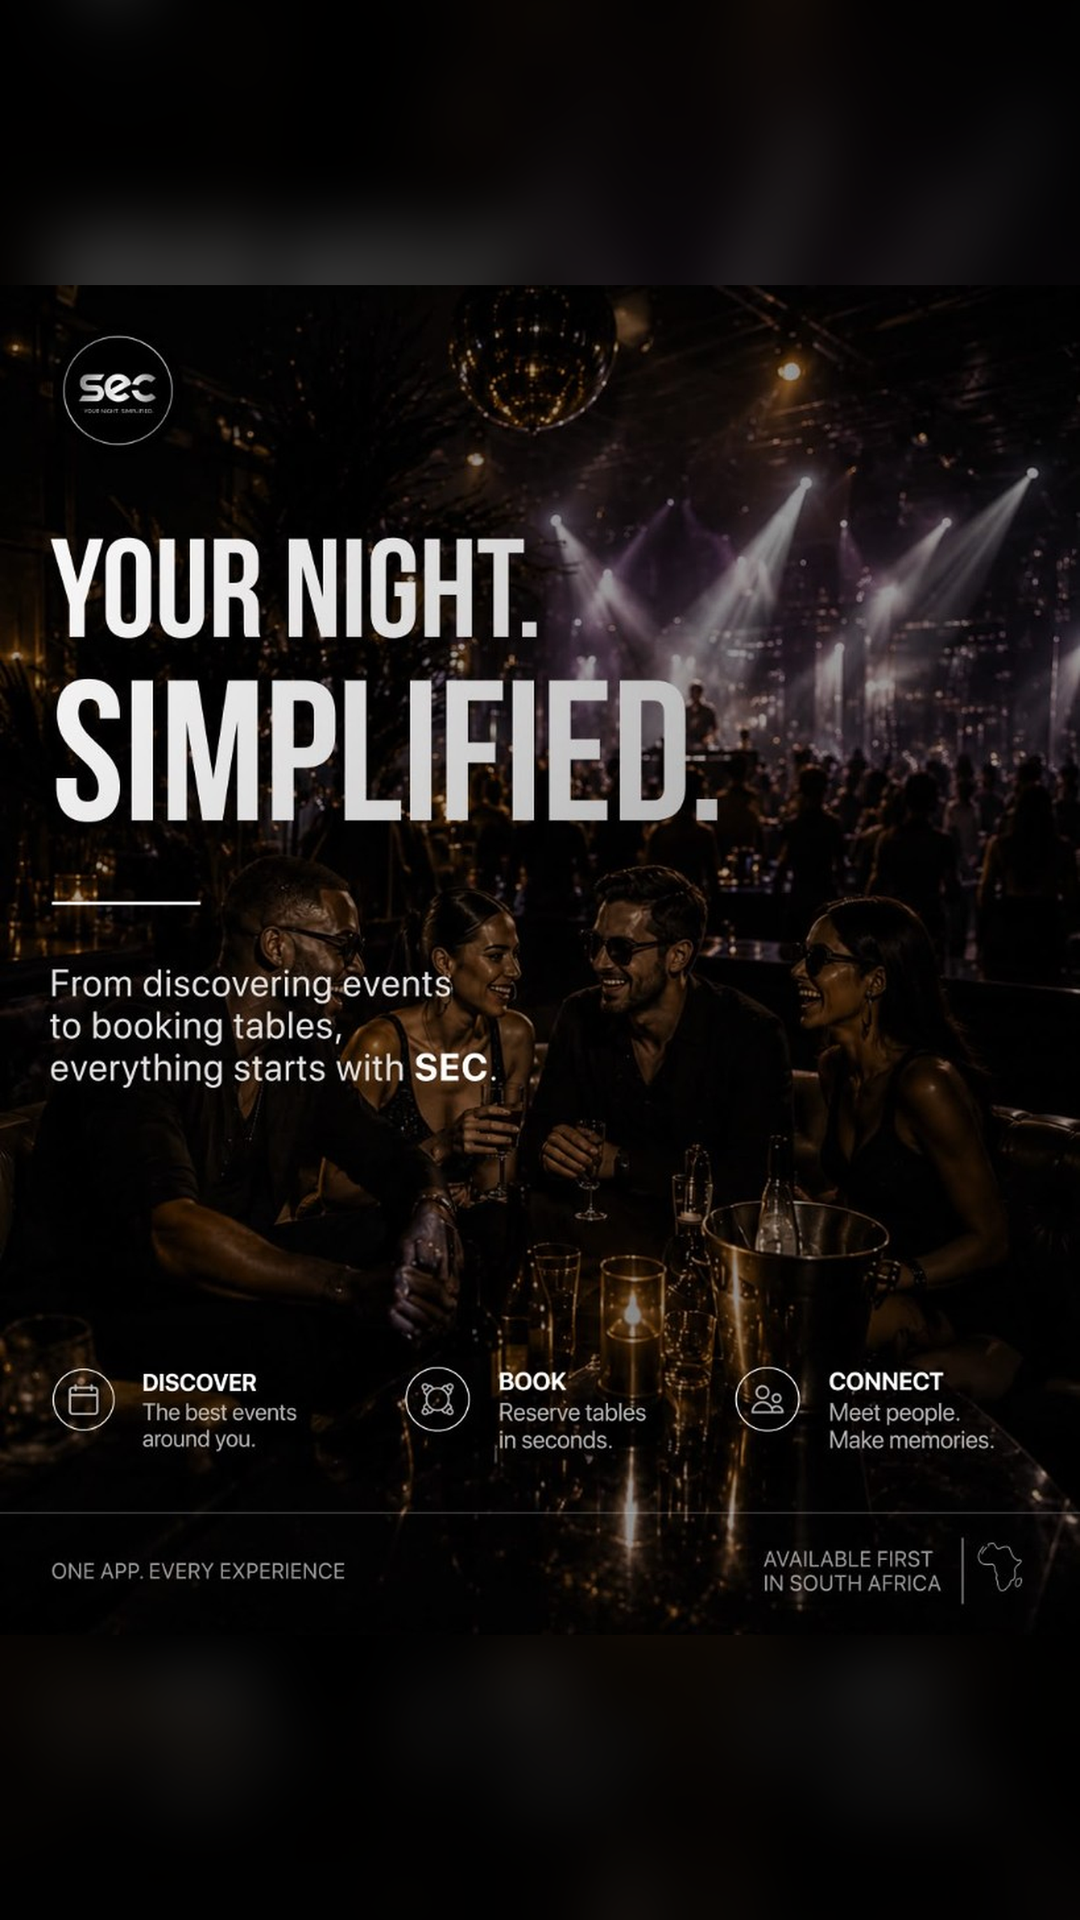 sec
YOUR NIGHT. SIMPLIFIED.
YOUR NIGHT.
SIMPLIFIED.
From discovering events
to booking tables,
everything starts with SEC.
DISCOVER
The best events
around you.
BOOK
Reserve tables
in seconds.
CONNECT
Meet people.
Make memories.
ONE APP. EVERY EXPERIENCE
AVAILABLE FIRST
IN SOUTH AFRICA